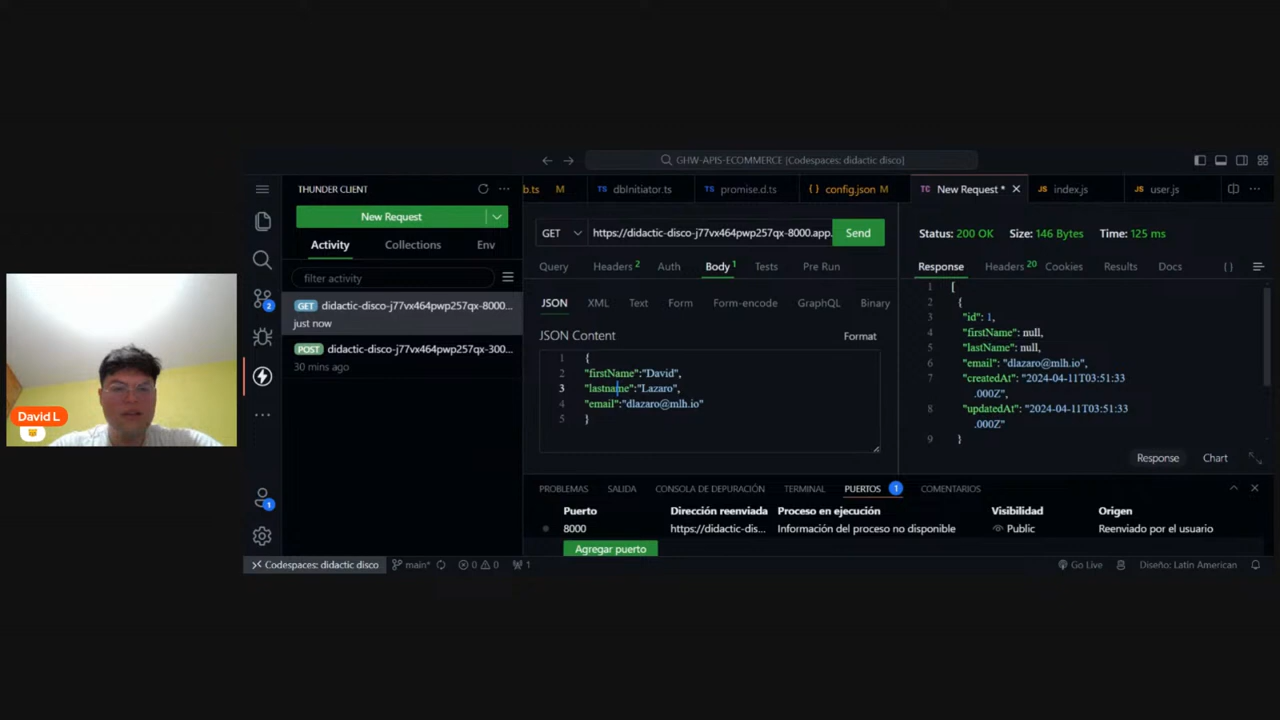 GHW-APIS-ECOMMERCE [Codespaces: didactic disco]
THUNDER CLIENT
b.ts M
dbInitiator.ts
promise.d.ts
config.json M
TC New Request *
index.js
user.js
New Request
GET
https://didactic-disco-j77vx464pwp257qx-8000.app.
Send
Status: 200 OK Size: 146 Bytes Time: 125 ms
Activity Collections Env
Query Headers 2 Auth Body 1 Tests Pre Run
Response Headers 20 Cookies Results Docs { }
filter activity
JSON XML Text Form Form-encode GraphQL Binary
GET didactic-disco-j77vx464pwp257qx-8000...
just now
POST didactic-disco-j77vx464pwp257qx-300...
30 mins ago
JSON Content Format
1 {
2 "firstName":"David",
3 "lastname":"Lazaro",
4 "email":"dlazaro@mlh.io"
5 }
1 [
2 {
3 "id": 1,
4 "firstName": null,
5 "lastName": null,
6 "email": "dlazaro@mlh.io",
7 "createdAt": "2024-04-11T03:51:33
.000Z",
8 "updatedAt": "2024-04-11T03:51:33
.000Z"
9 }
Response Chart
David L
2
1
PROBLEMAS SALIDA CONSOLA DE DEPURACIÓN TERMINAL PUERTOS 1 COMENTARIOS
Puerto Dirección reenviada Proceso en ejecución Visibilidad Origen
8000 https://didactic-dis... Información del proceso no disponible Public Reenviado por el usuario
Agregar puerto
Codespaces: didactic disco main* 0 0 1 Go Live Diseño: Latin American